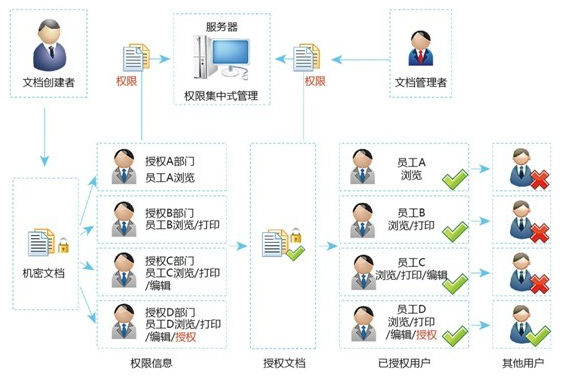 服务器
文档创建者
权限
权限集中式管理
权限
文档管理者
授权A部门
员工A浏览
授权B部门
员工B浏览/打印
授权C部门
员工C浏览/打印
/编辑
授权D部门
员工D浏览/打印
/编辑/授权
机密文档
员工A
浏览
员工B
浏览/打印
员工C
浏览/打印/编辑
员工D
浏览/打印
/编辑/授权
权限信息
授权文档
已授权用户
其他用户